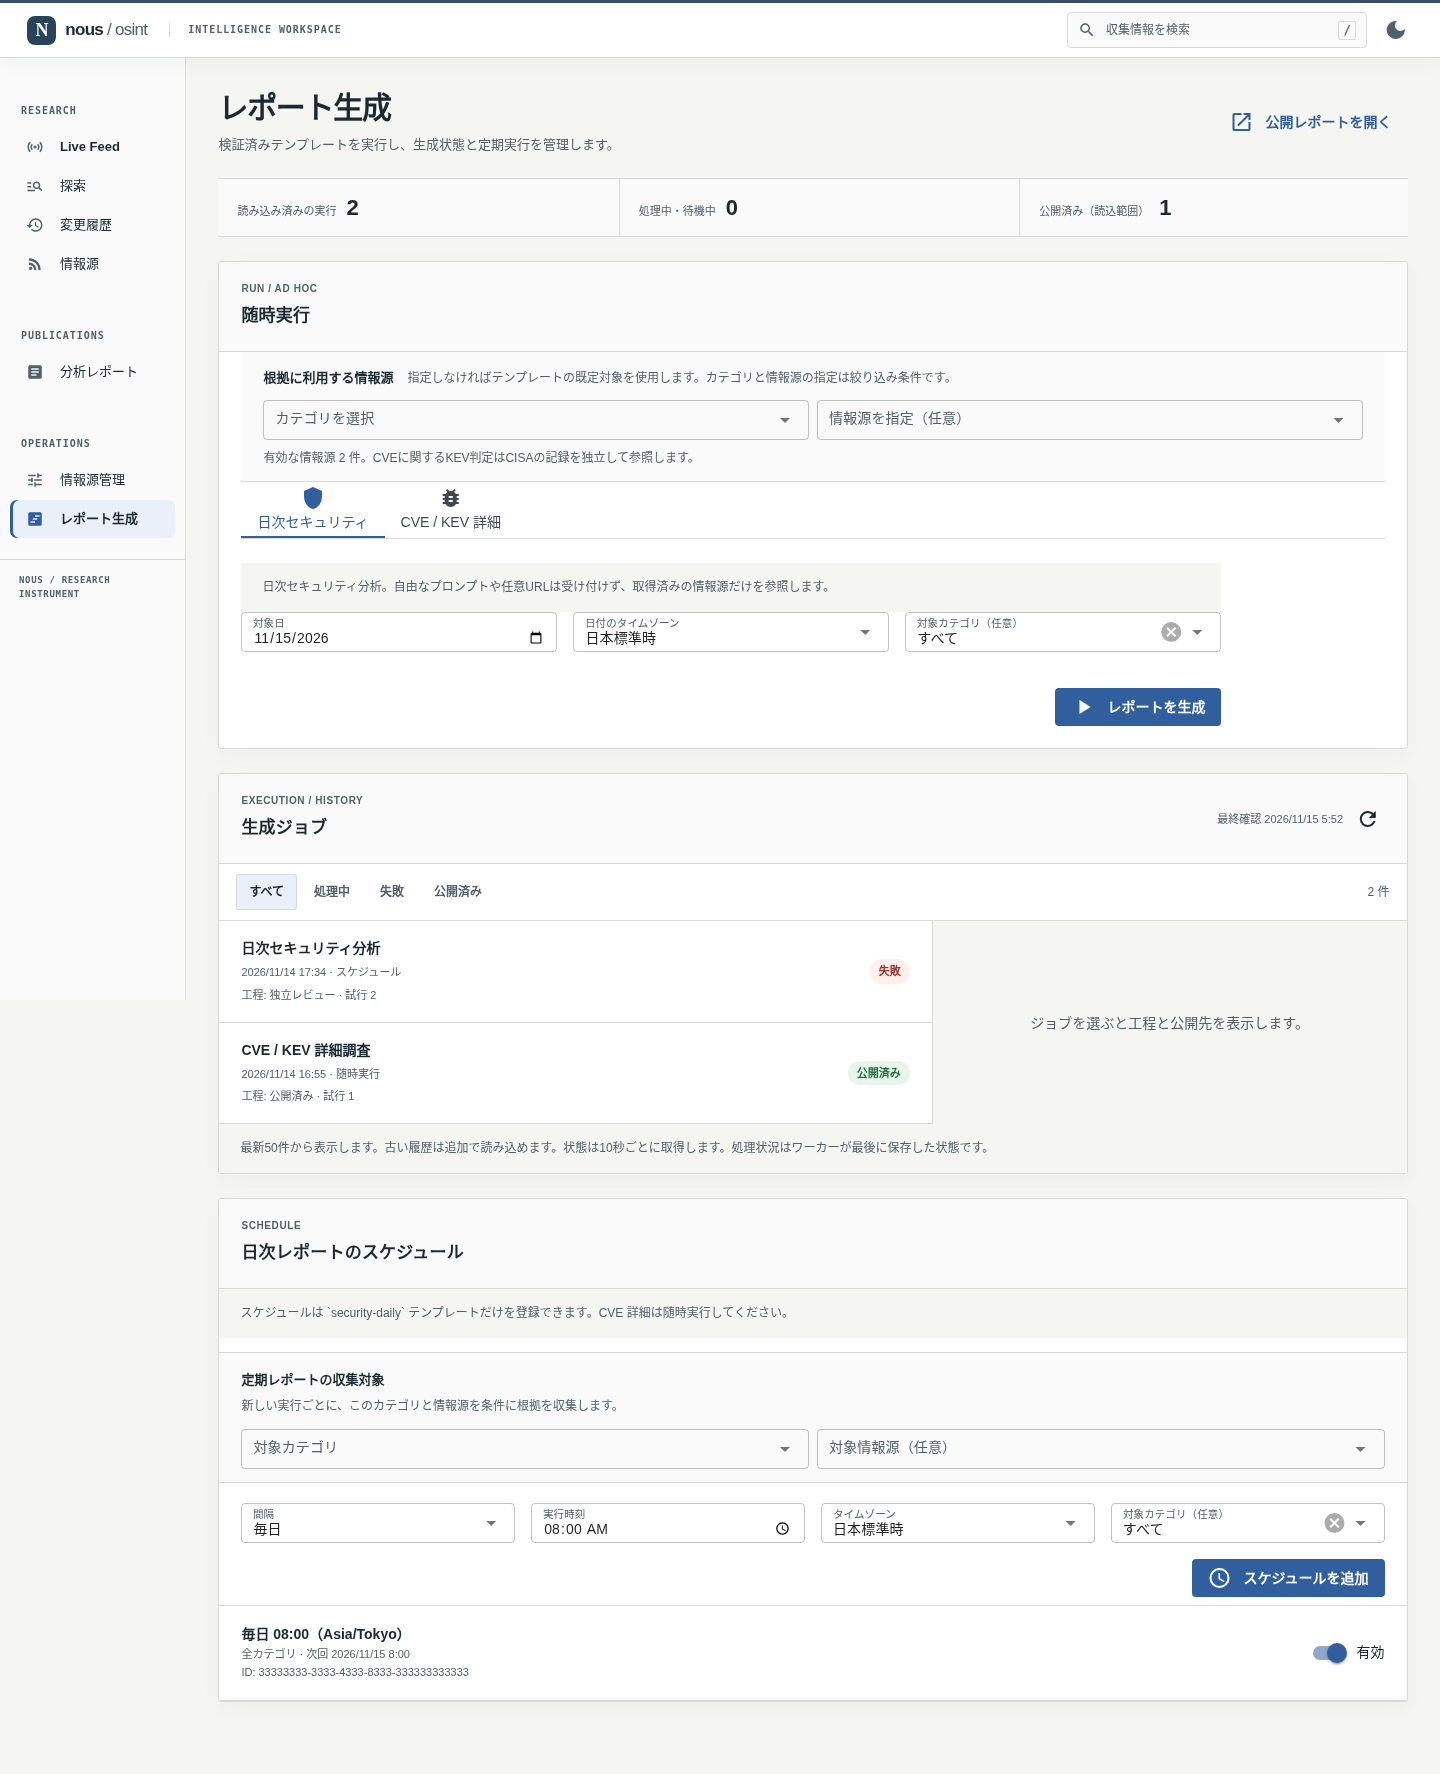 N nous / osint INTELLIGENCE WORKSPACE 収集情報を検索 /
RESEARCH
Live Feed
探索
変更履歴
情報源
PUBLICATIONS
分析レポート
OPERATIONS
情報源管理
レポート生成
NOUS / RESEARCH
INSTRUMENT
レポート生成
検証済みテンプレートを実行し、生成状態と定期実行を管理します。
公開レポートを開く
読み込み済みの実行 2
処理中・待機中 0
公開済み（読込範囲） 1
RUN / AD HOC
随時実行
根拠に利用する情報源 指定しなければテンプレートの既定対象を使用します。カテゴリと情報源の指定は絞り込み条件です。
カテゴリを選択
情報源を指定（任意）
有効な情報源 2 件。CVEに関するKEV判定はCISAの記録を独立して参照します。
日次セキュリティ
CVE / KEV 詳細
日次セキュリティ分析。自由なプロンプトや任意URLは受け付けず、取得済みの情報源だけを参照します。
対象日
11/15/2026
日付のタイムゾーン
日本標準時
対象カテゴリ（任意）
すべて
レポートを生成
EXECUTION / HISTORY
生成ジョブ
最終確認 2026/11/15 5:52
すべて 処理中 失敗 公開済み 2 件
日次セキュリティ分析
2026/11/14 17:34 · スケジュール
工程: 独立レビュー · 試行 2
失敗
CVE / KEV 詳細調査
2026/11/14 16:55 · 随時実行
工程: 公開済み · 試行 1
公開済み
ジョブを選ぶと工程と公開先を表示します。
最新50件から表示します。古い履歴は追加で読み込めます。状態は10秒ごとに取得します。処理状況はワーカーが最後に保存した状態です。
SCHEDULE
日次レポートのスケジュール
スケジュールは `security-daily` テンプレートだけを登録できます。CVE 詳細は随時実行してください。
定期レポートの収集対象
新しい実行ごとに、このカテゴリと情報源を条件に根拠を収集します。
対象カテゴリ
対象情報源（任意）
間隔
毎日
実行時刻
08:00 AM
タイムゾーン
日本標準時
対象カテゴリ（任意）
すべて
スケジュールを追加
毎日 08:00（Asia/Tokyo）
全カテゴリ · 次回 2026/11/15 8:00
ID: 33333333-3333-4333-8333-333333333333
有効